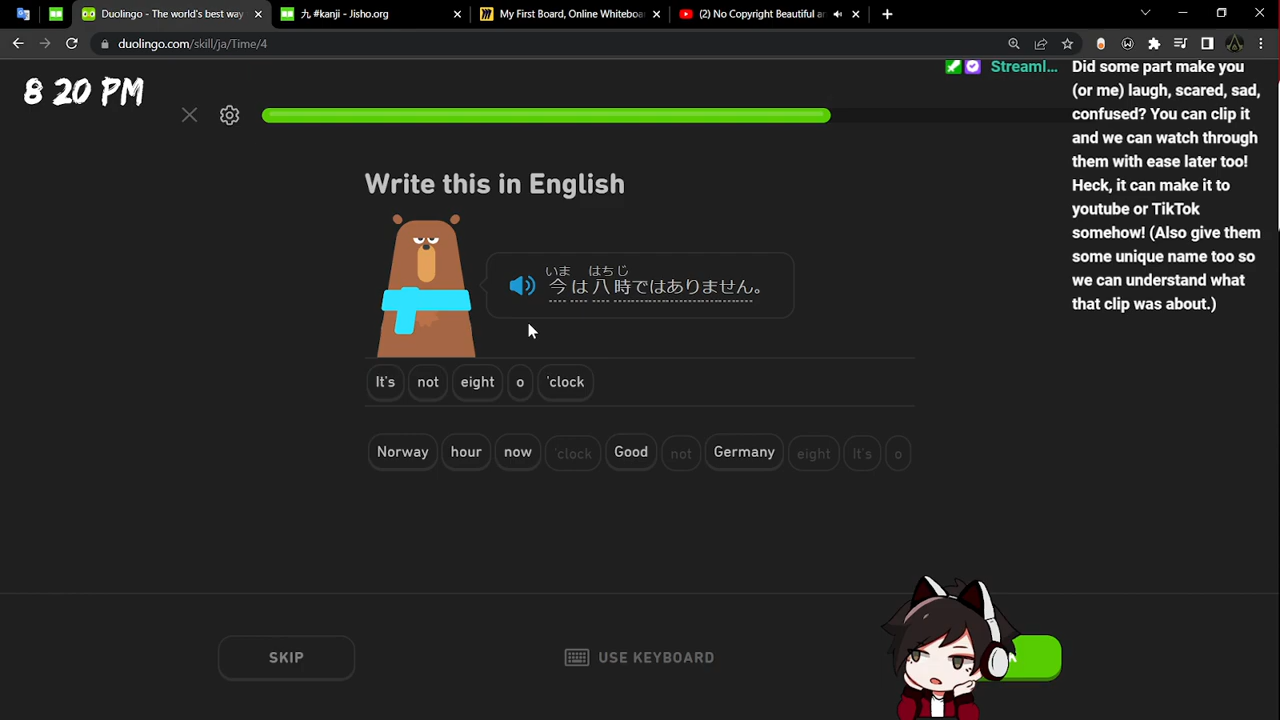 Duolingo - The world's best way
九 #kanji - Jisho.org
My First Board, Online Whiteboa
(2) No Copyright Beautiful a
duolingo.com/skill/ja/Time/4
8 20 PM
Streaml...
Did some part make you
(or me) laugh, scared, sad,
confused? You can clip it
and we can watch through
them with ease later too!
Heck, it can make it to
youtube or TikTok
somehow! (Also give them
some unique name too so
we can understand what
that clip was about.)
Write this in English
いま はち じ
今は八時ではありません。
It's not eight o 'clock
Norway hour now 'clock Good not Germany eight It's o
SKIP
USE KEYBOARD